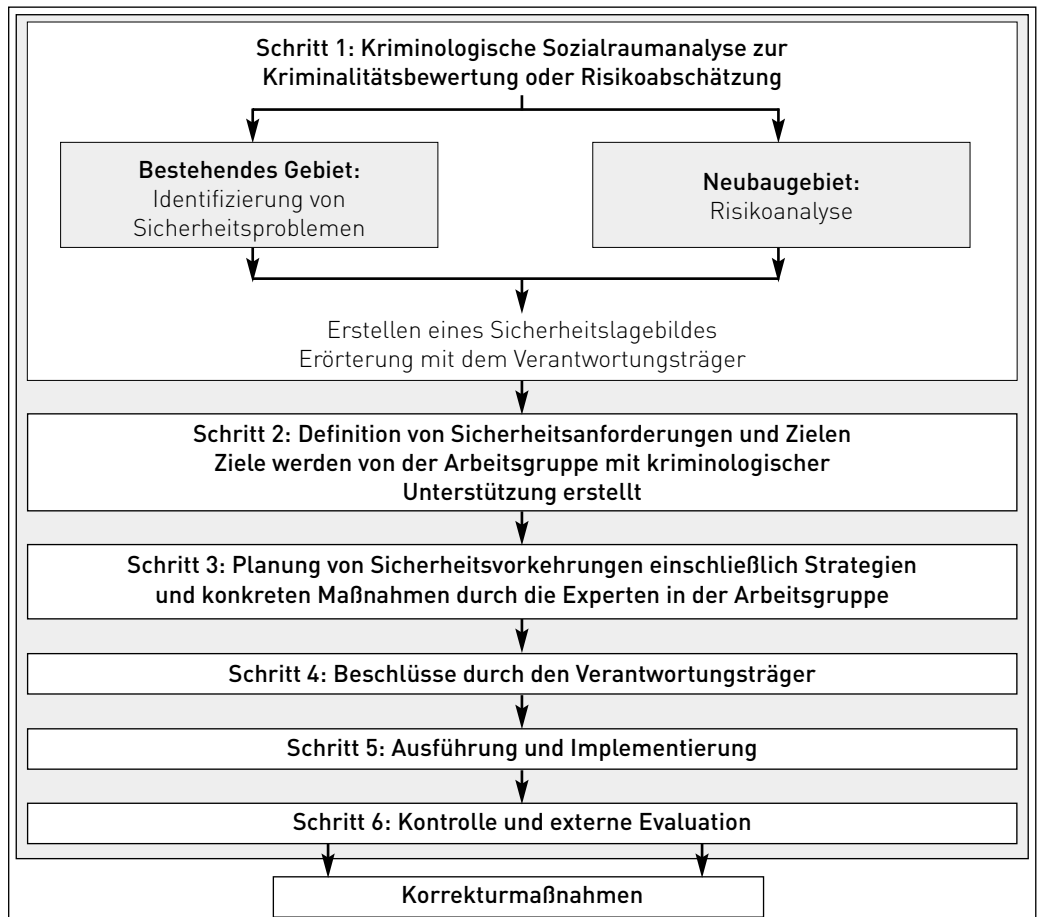 Schritt 1: Kriminologische Sozialraumanalyse zur
Kriminalitätsbewertung oder Risikoabschätzung
Bestehendes Gebiet:
Identifizierung von
Sicherheitsproblemen
Neubaugebiet:
Risikoanalyse
Erstellen eines Sicherheitslagebildes
Erörterung mit dem Verantwortungsträger
Schritt 2: Definition von Sicherheitsanforderungen und Zielen
Ziele werden von der Arbeitsgruppe mit kriminologischer
Unterstützung erstellt
Schritt 3: Planung von Sicherheitsvorkehrungen einschließlich Strategien
und konkreten Maßnahmen durch die Experten in der Arbeitsgruppe
Schritt 4: Beschlüsse durch den Verantwortungsträger
Schritt 5: Ausführung und Implementierung
Schritt 6: Kontrolle und externe Evaluation
Korrekturmaßnahmen